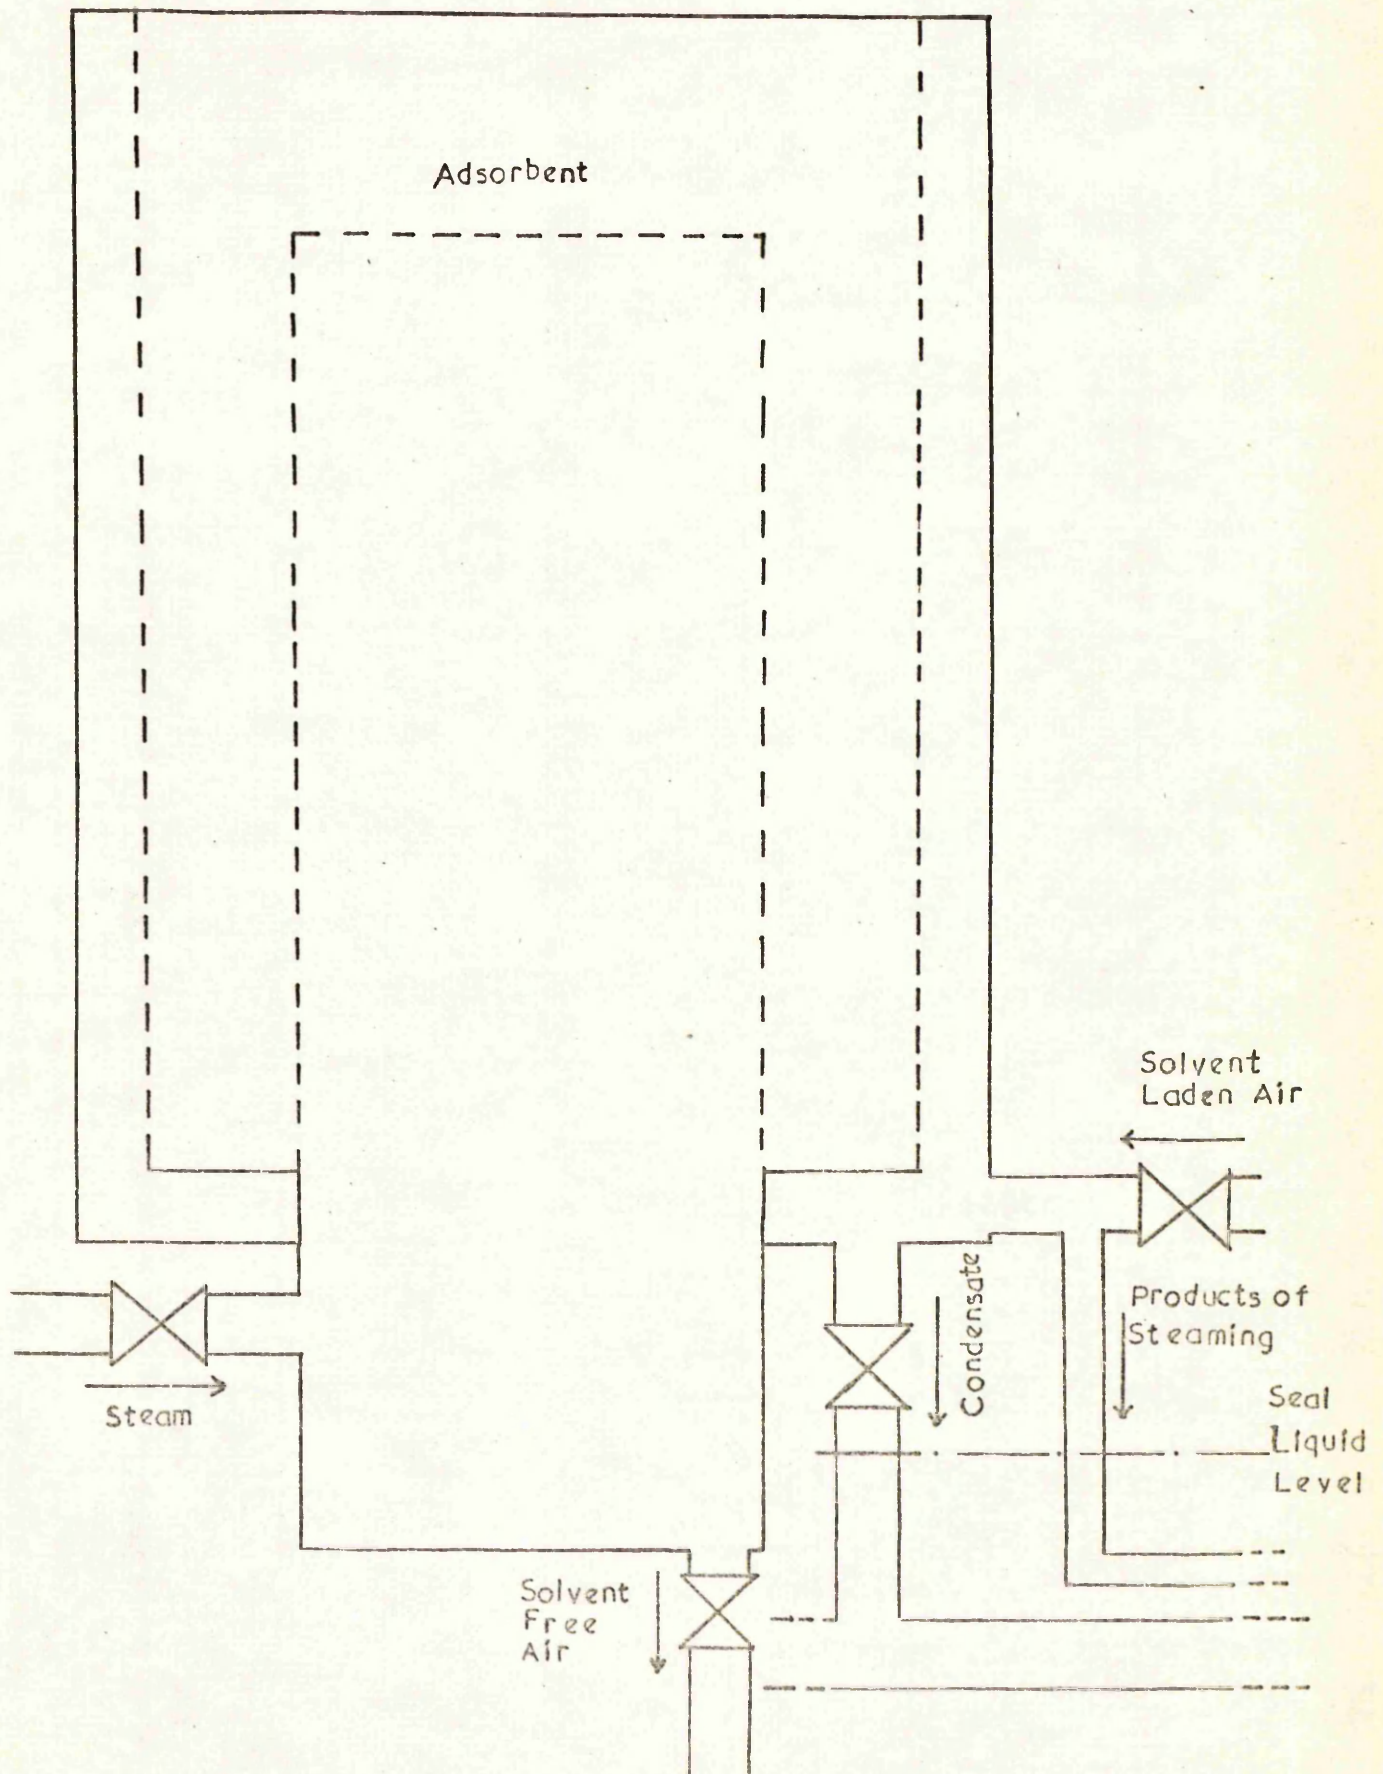 Adsorbent
Solvent
Laden Air
Condensate
Products of
Steaming
Steam
Seal
Liquid
Level
Solvent
Free
Air